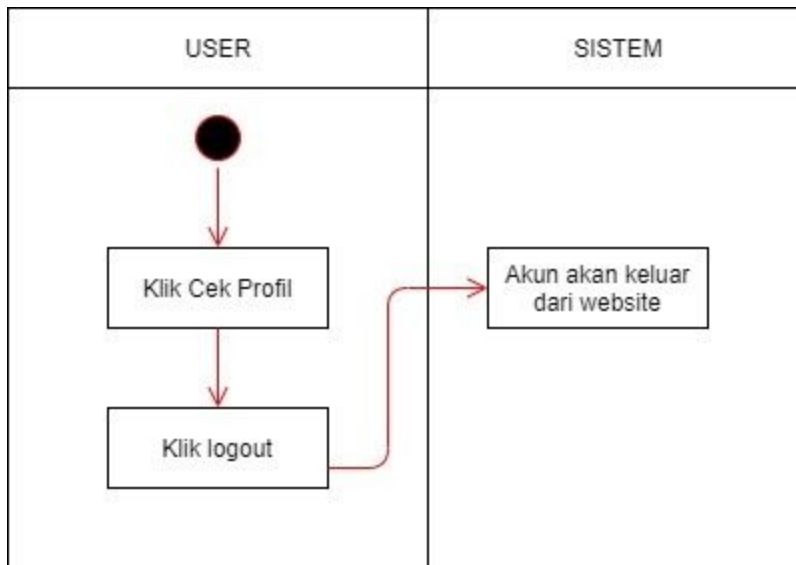 USER
SISTEM
Klik Cek Profil
Akun akan keluar
dari website
Klik logout